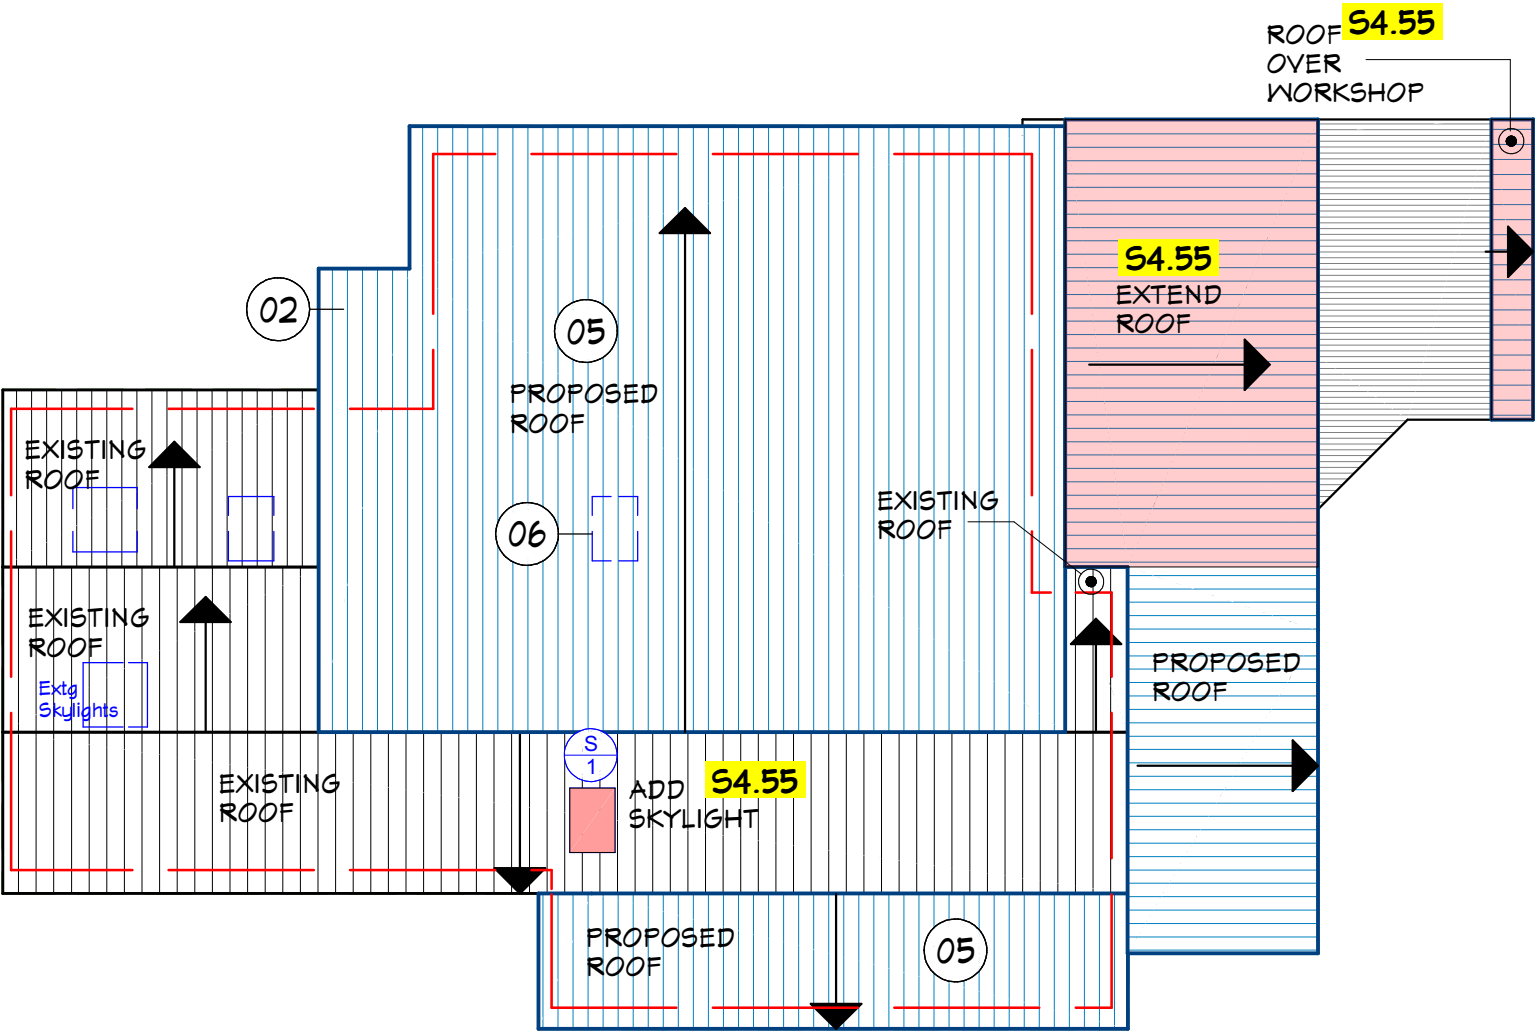 ROOF S4.55
OVER
WORKSHOP
S4.55
EXTEND
ROOF
02
05
PROPOSED
ROOF
EXISTING
ROOF
06
EXISTING
ROOF
EXISTING
ROOF
Extg
Skylights
PROPOSED
ROOF
S
1
ADD S4.55
SKYLIGHT
EXISTING
ROOF
PROPOSED
ROOF
05